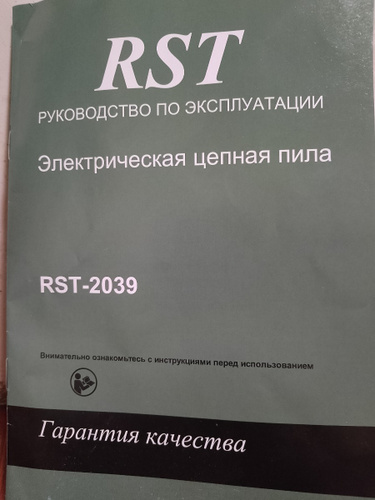 RST
РУКОВОДСТВО ПО ЭКСПЛУАТАЦИИ
Электрическая цепная пила
RST-2039
Внимательно ознакомьтесь с инструкциями перед использованием
Гарантия качества